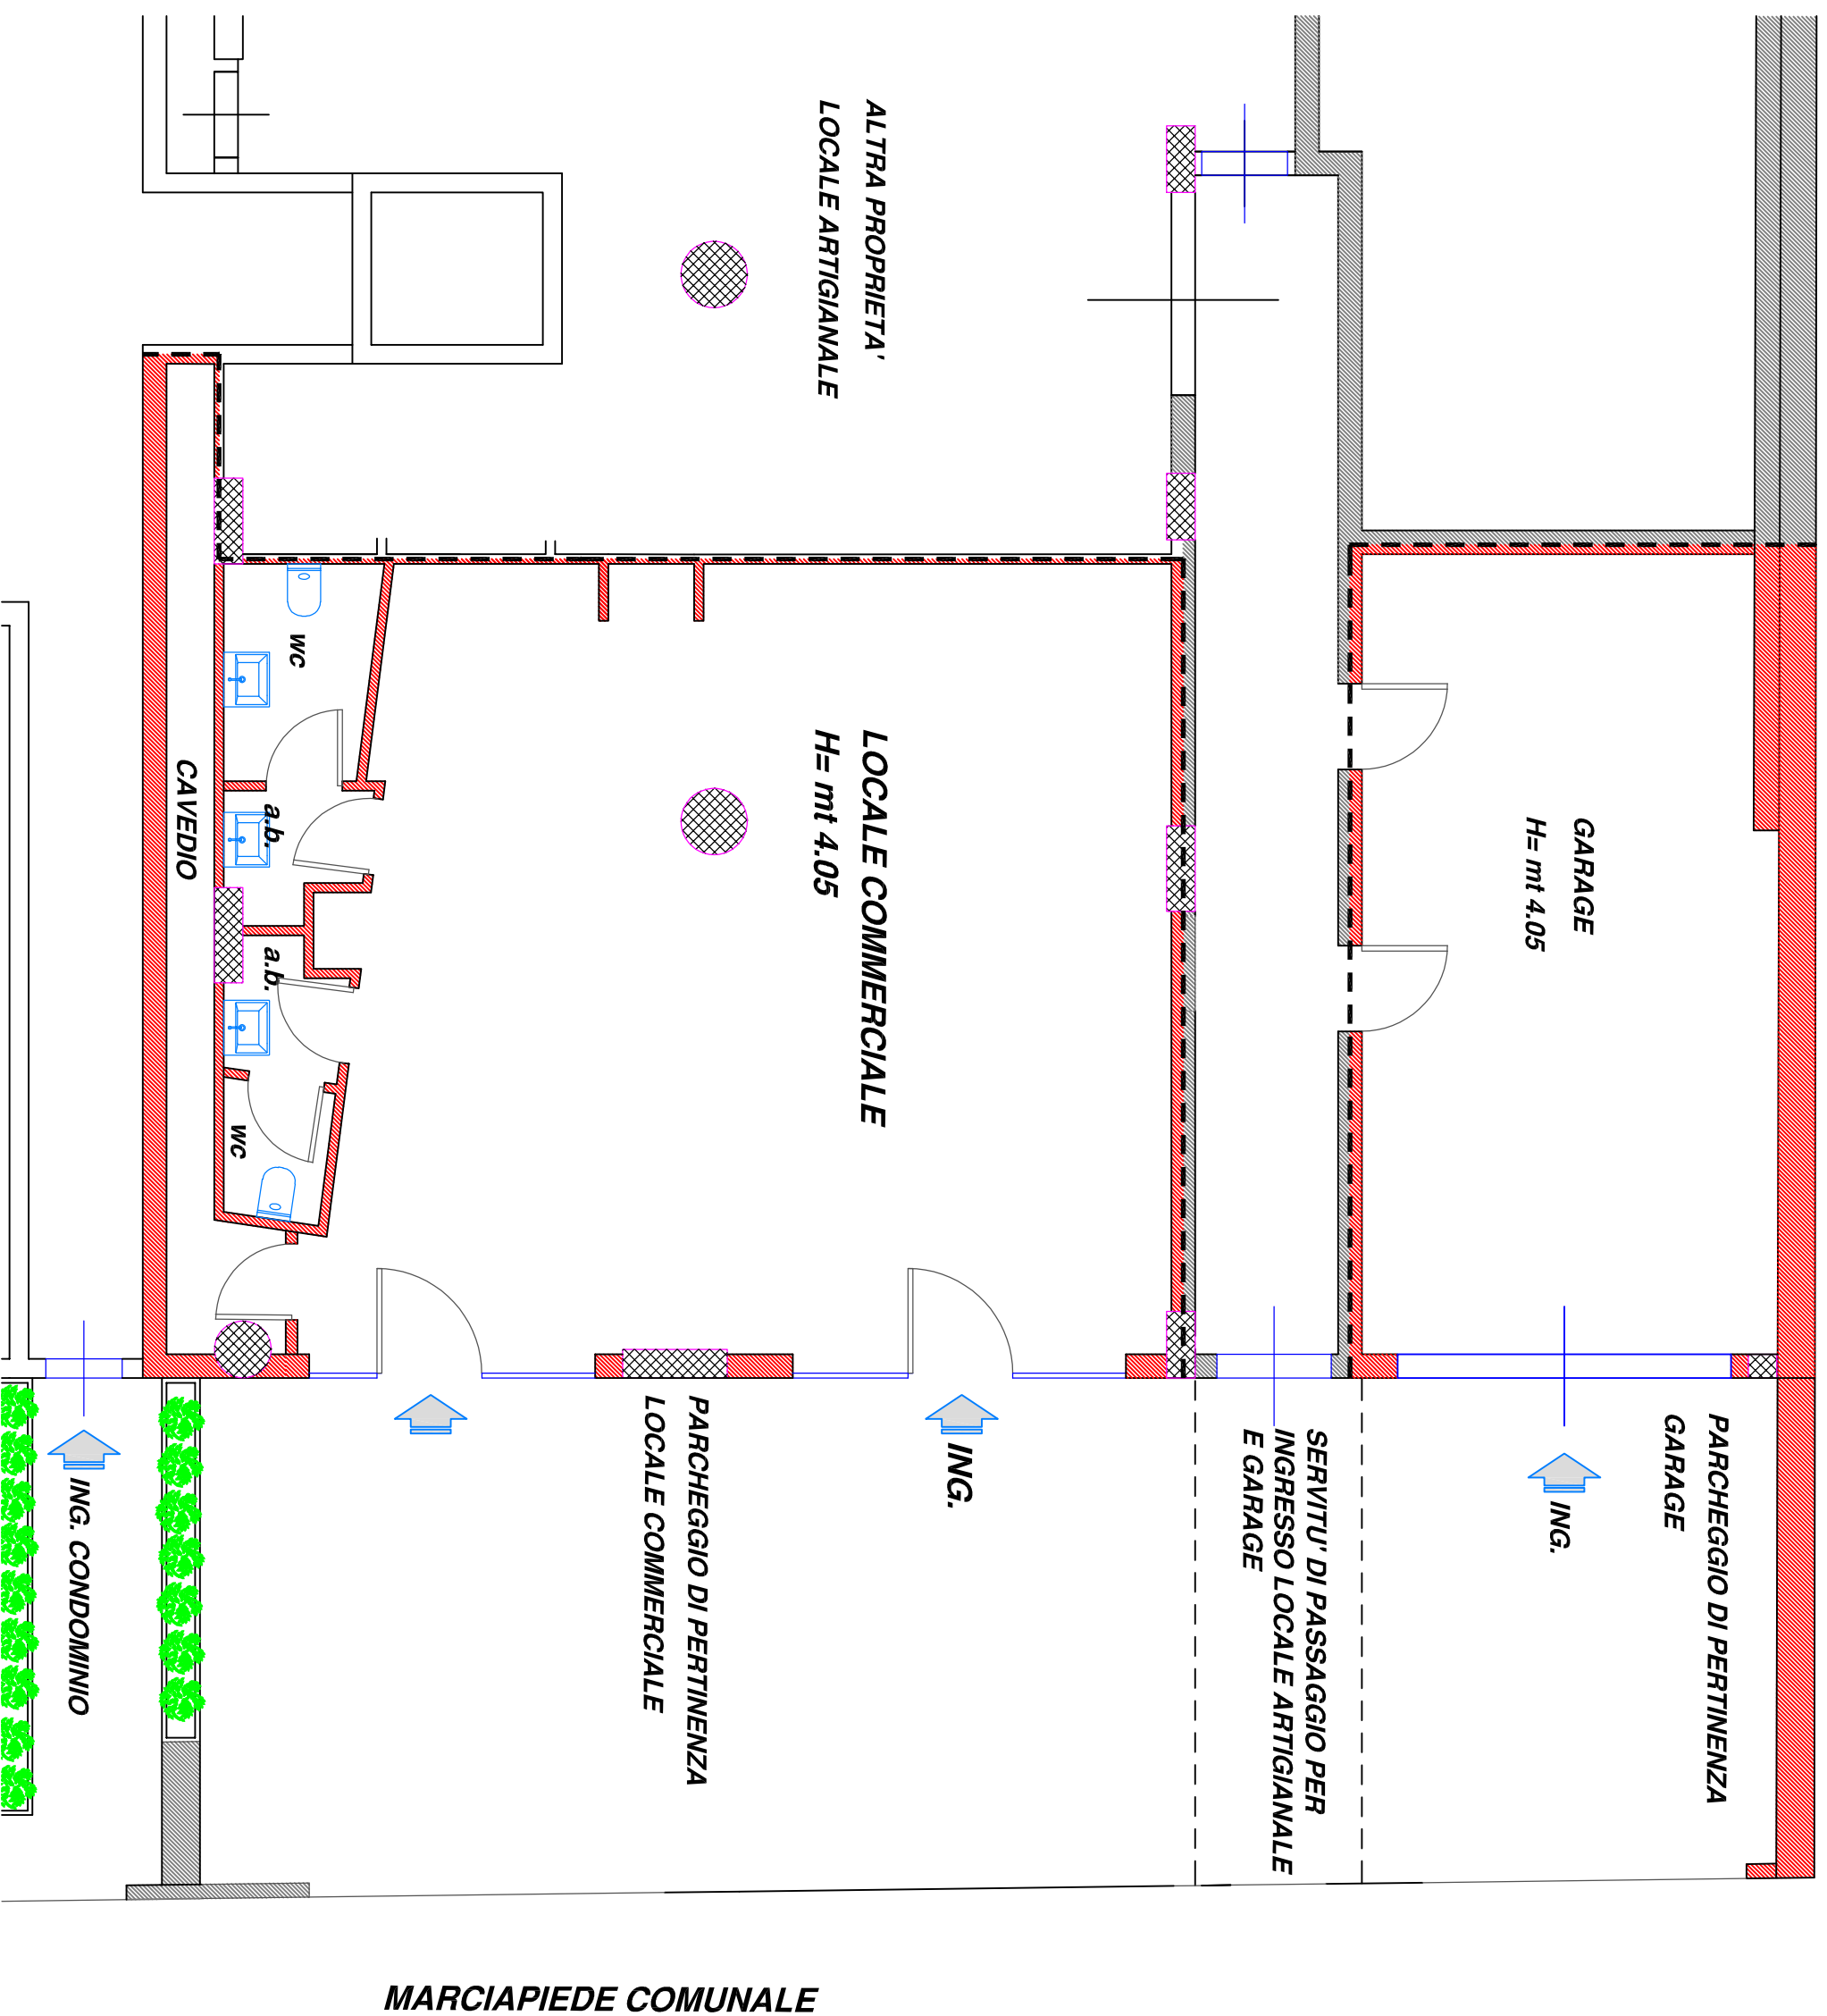 ALTRA PROPRIETA'
LOCALE ARTIGIANALE
wc
CAVEDIO
a.b.
a.b.
wc
LOCALE COMMERCIALE
H= mt 4.05
GARAGE
H= mt 4.05
ING. CONDOMINIO
PARCHEGGIO DI PERTINENZA
LOCALE COMMERCIALE
ING.
SERVITU' DI PASSAGGIO PER
INGRESSO LOCALE ARTIGIANALE
E GARAGE
ING.
PARCHEGGIO DI PERTINENZA
GARAGE
MARCIAPIEDE COMUNALE